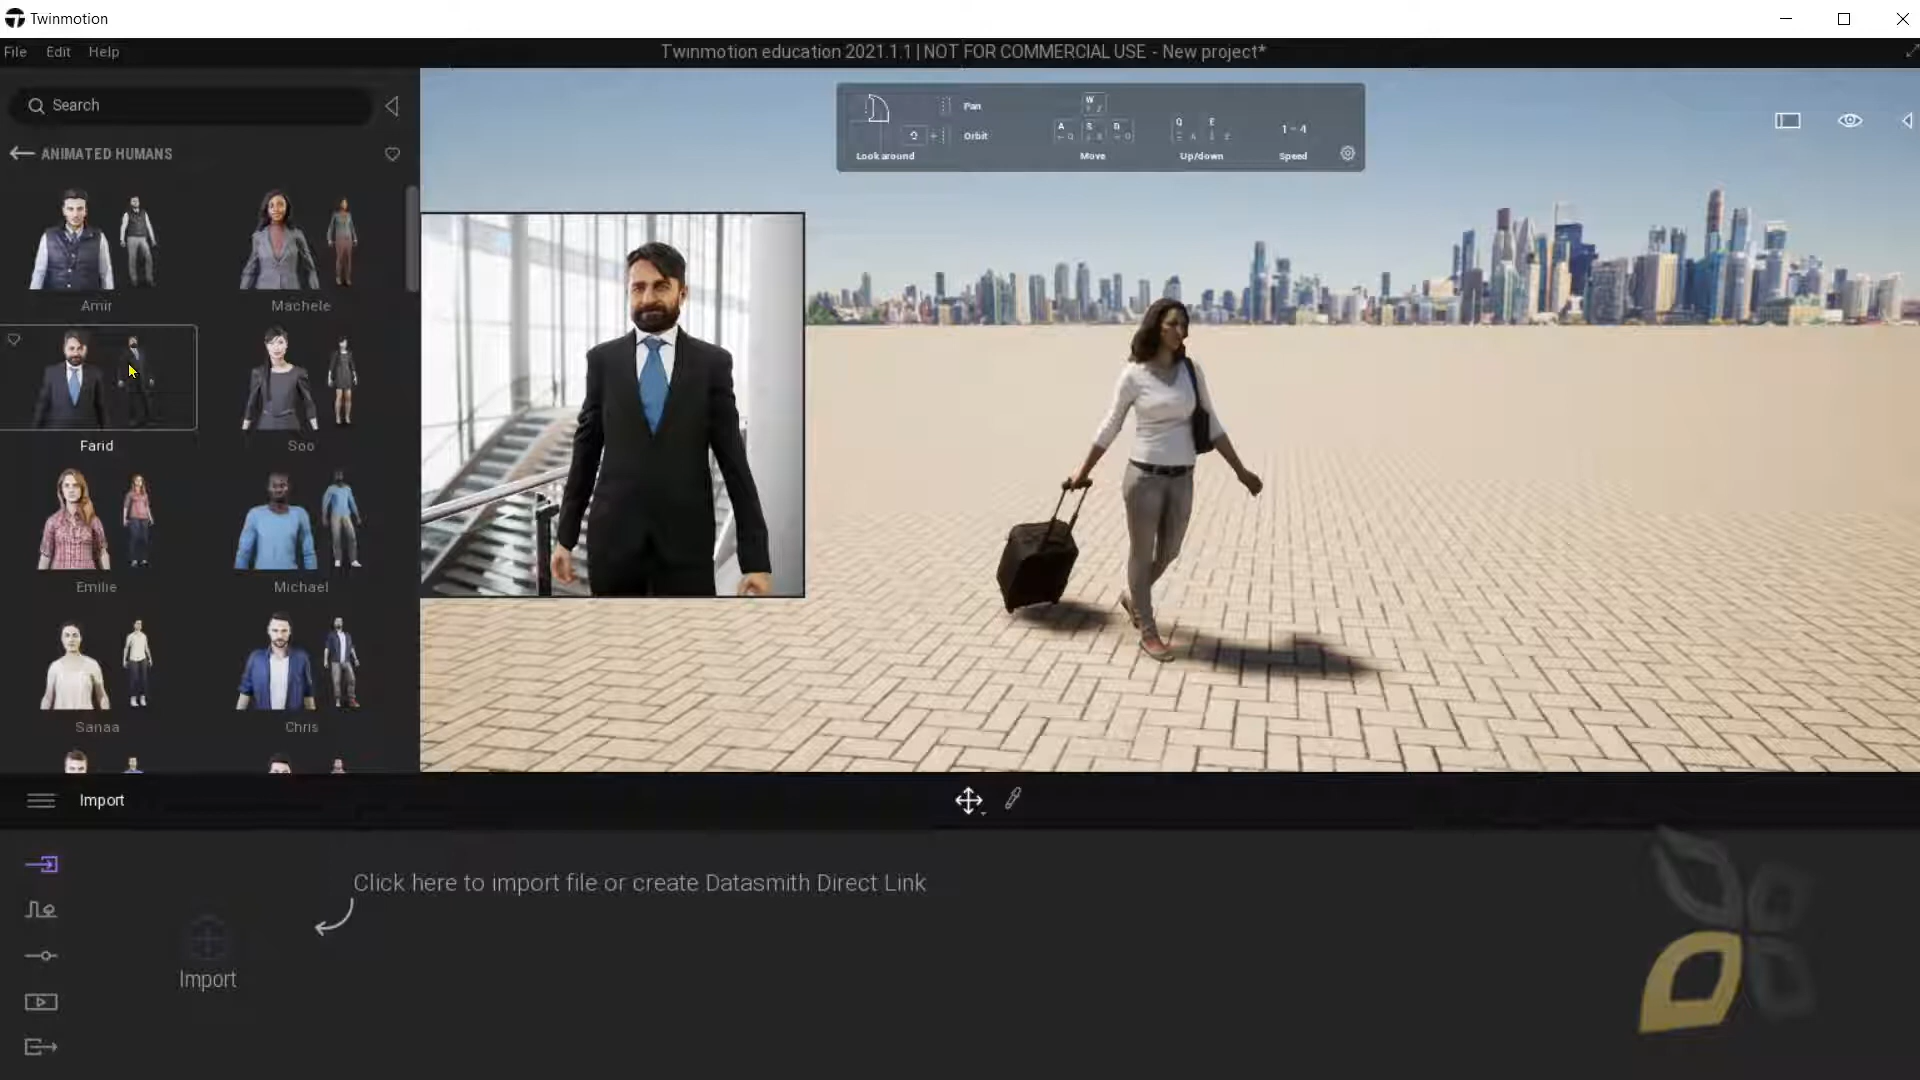 Twinmotion
File Edit Help
Twinmotion education 2021.1.1 | NOT FOR COMMERCIAL USE - New project*
Search
ANIMATED HUMANS
Pan
Orbit
Look around
W
A S D
Move
Q E
Up/down
1 - 4
Speed
Amir
Machele
Farid
Soo
Emilie
Michael
Sanaa
Chris
Import
Click here to import file or create Datasmith Direct Link
Import